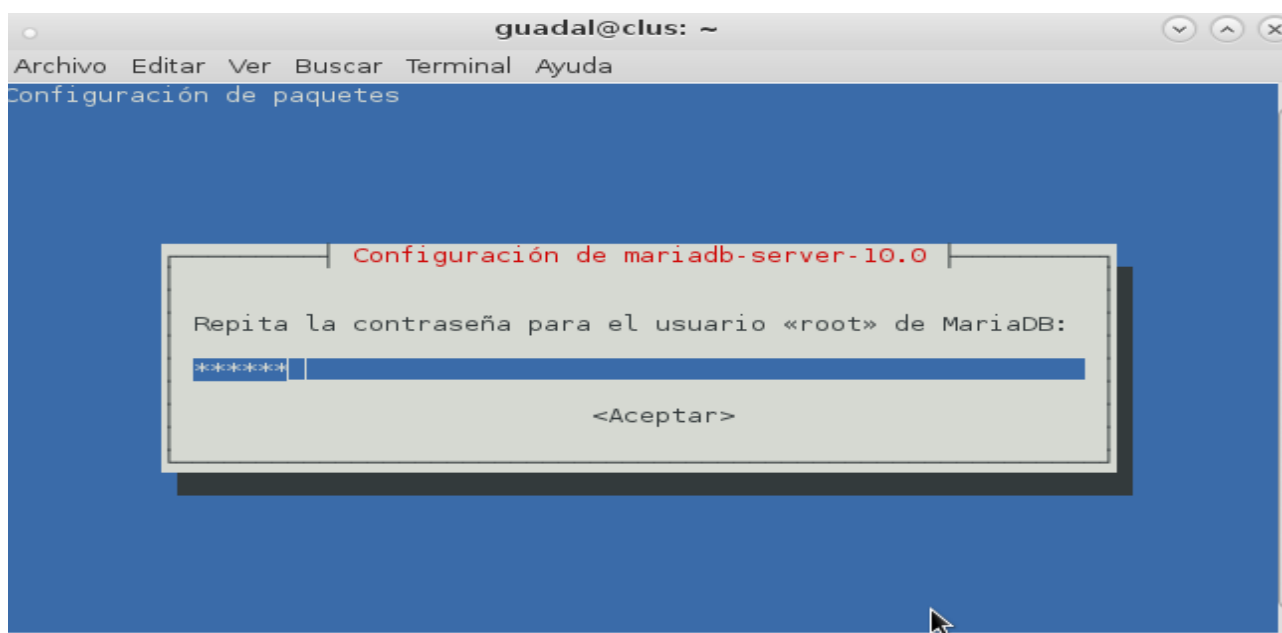 guadal@clus: ~
Archivo Editar Ver Buscar Terminal Ayuda
Configuración de paquetes
Configuración de mariadb-server-10.0
Repita la contraseña para el usuario «root» de MariaDB:
******
<Aceptar>